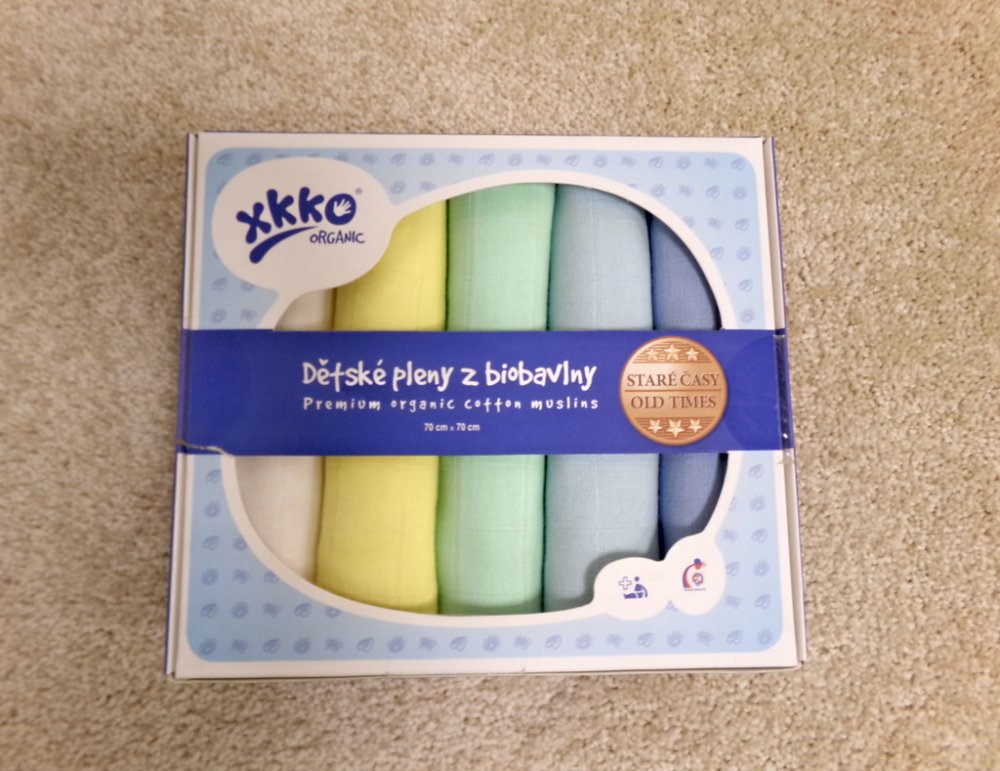 xkko®
ORGANIC
Dětské pleny z biobavlny
Premium organic cotton muslins
70 cm x 70 cm
STARÉ ČASY
OLD TIMES